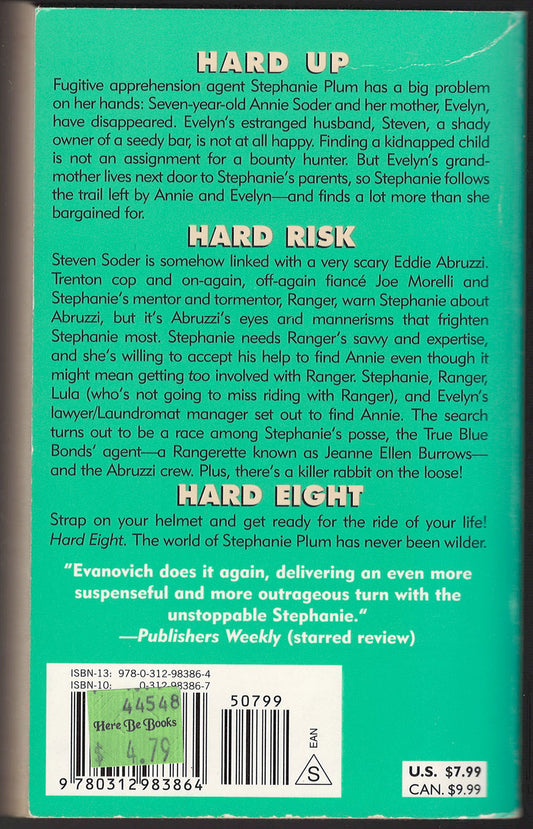 HARD UP
Fugitive apprehension agent Stephanie Plum has a big problem
on her hands: Seven-year-old Annie Soder and her mother, Evelyn,
have disappeared. Evelyn's estranged husband, Steven, a shady
owner of a seedy bar, is not at all happy. Finding a kidnapped child
is not an assignment for a bounty hunter. But Evelyn's grand-
mother lives next door to Stephanie's parents, so Stephanie follows
the trail left by Annie and Evelyn—and finds a lot more than she
bargained for.
HARD RISK
Steven Soder is somehow linked with a very scary Eddie Abruzzi.
Trenton cop and on-again, off-again fiancé Joe Morelli and
Stephanie's mentor and tormentor, Ranger, warn Stephanie about
Abruzzi, but it's Abruzzi's eyes and mannerisms that frighten
Stephanie most. Stephanie needs Ranger's savvy and expertise,
and she's willing to accept his help to find Annie even though it
might mean getting too involved with Ranger. Stephanie, Ranger,
Lula (who's not going to miss riding with Ranger), and Evelyn's
lawyer/Laundromat manager set out to find Annie. The search
turns out to be a race among Stephanie's posse, the True Blue
Bonds' agent—a Rangerette known as Jeanne Ellen Burrows—
and the Abruzzi crew. Plus, there's a killer rabbit on the loose!
HARD EIGHT
Strap on your helmet and get ready for the ride of your life!
Hard Eight. The world of Stephanie Plum has never been wilder.
"Evanovich does it again, delivering an even more
suspenseful and more outrageous turn with the
unstoppable Stephanie."
—Publishers Weekly (starred review)
ISBN-13: 978-0-312-98386-4
ISBN-10: 0-312-98386-7
44548
Here Be Books
$ 4.79
9 780312 983864
50799
S
EAN
U.S. $7.99
CAN. $9.99